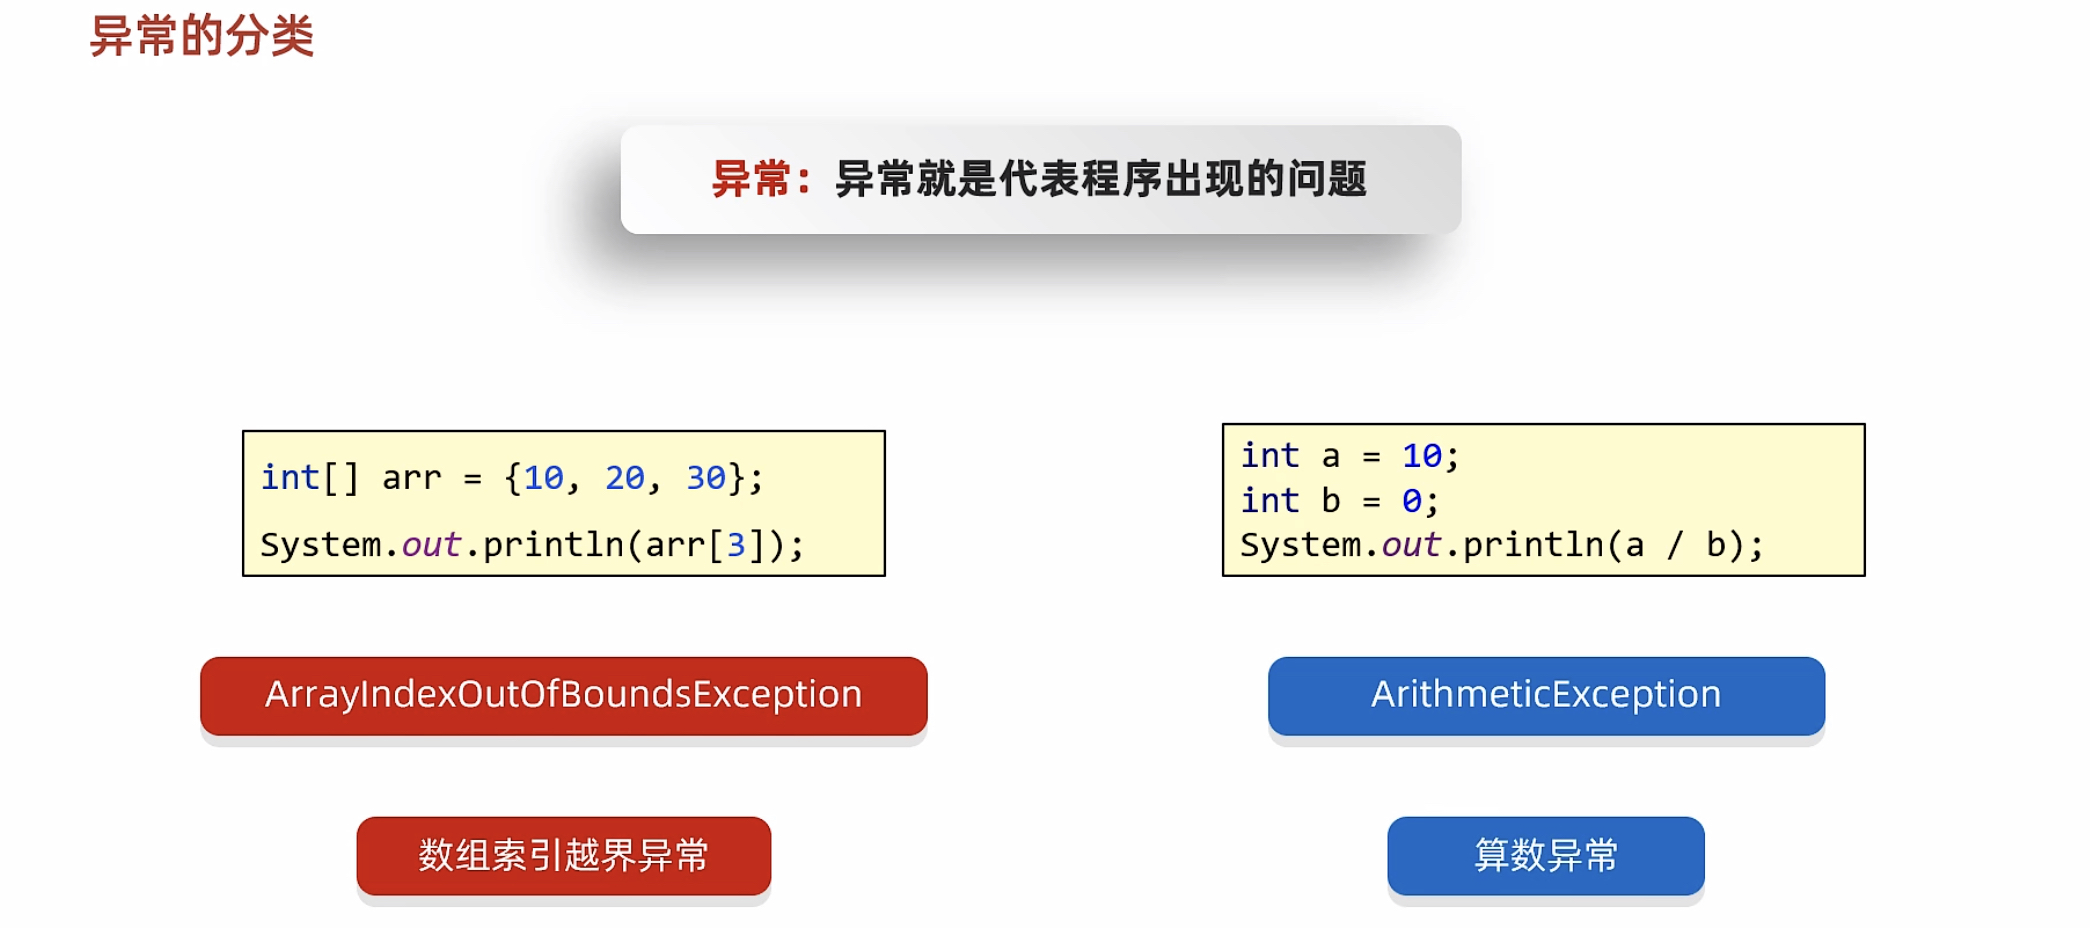 异常的分类
异常：异常就是代表程序出现的问题
int[] arr = {10, 20, 30};
System.out.println(arr[3]);
int a = 10;
int b = 0;
System.out.println(a / b);
ArrayIndexOutOfBoundsException
ArithmeticException
数组索引越界异常
算数异常